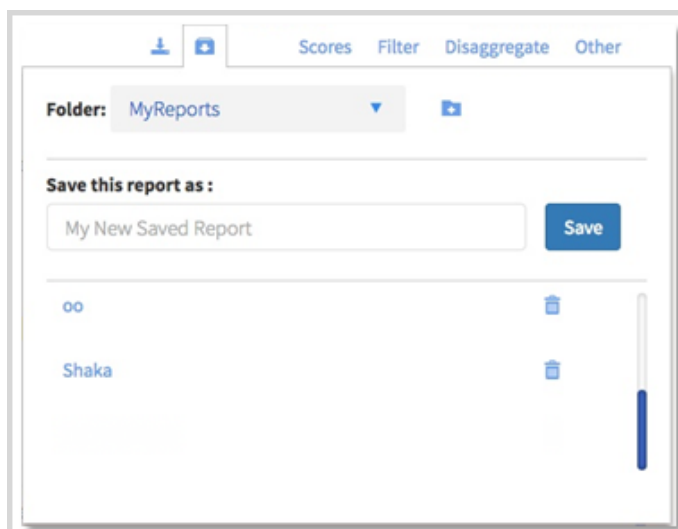 Scores Filter Disaggregate Other
Folder: MyReports
Save this report as :
My New Saved Report Save
oo
Shaka